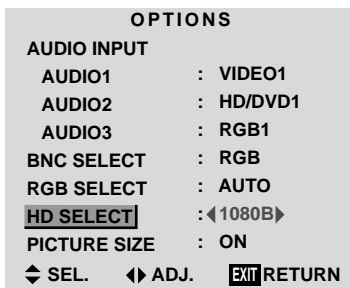 OPTIONS
AUDIO INPUT
AUDIO1 : VIDEO1
AUDIO2 : HD/DVD1
AUDIO3 : RGB1
BNC SELECT : RGB
RGB SELECT : AUTO
HD SELECT : 1080B
PICTURE SIZE : ON
SEL. ADJ. EXIT RETURN